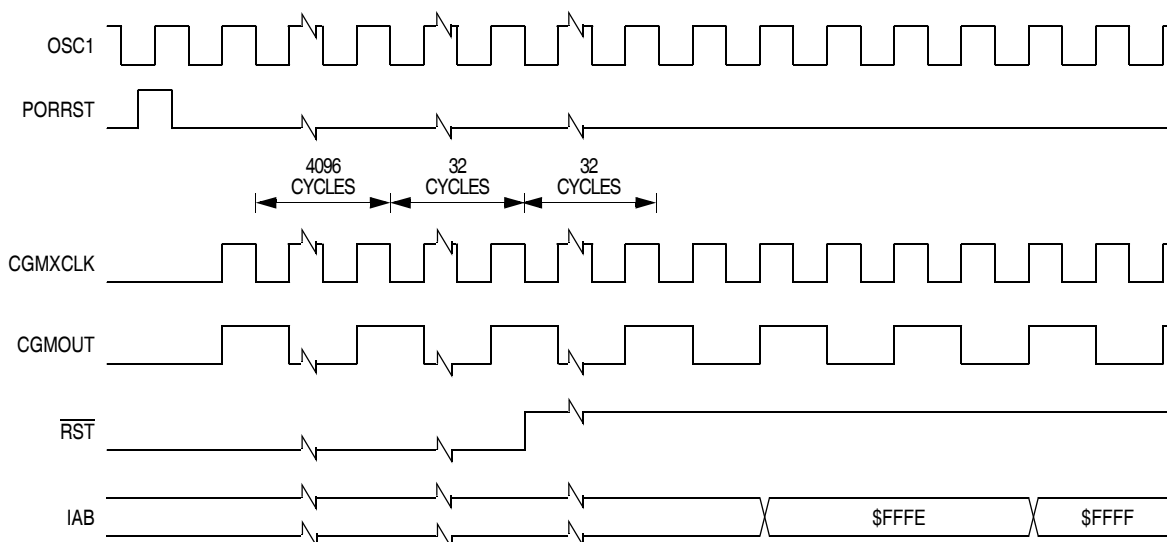 OSC1
PORRST
4096
CYCLES
32
CYCLES
32
CYCLES
CGMXCLK
CGMOUT
RST
IAB
$FFFE
$FFFF